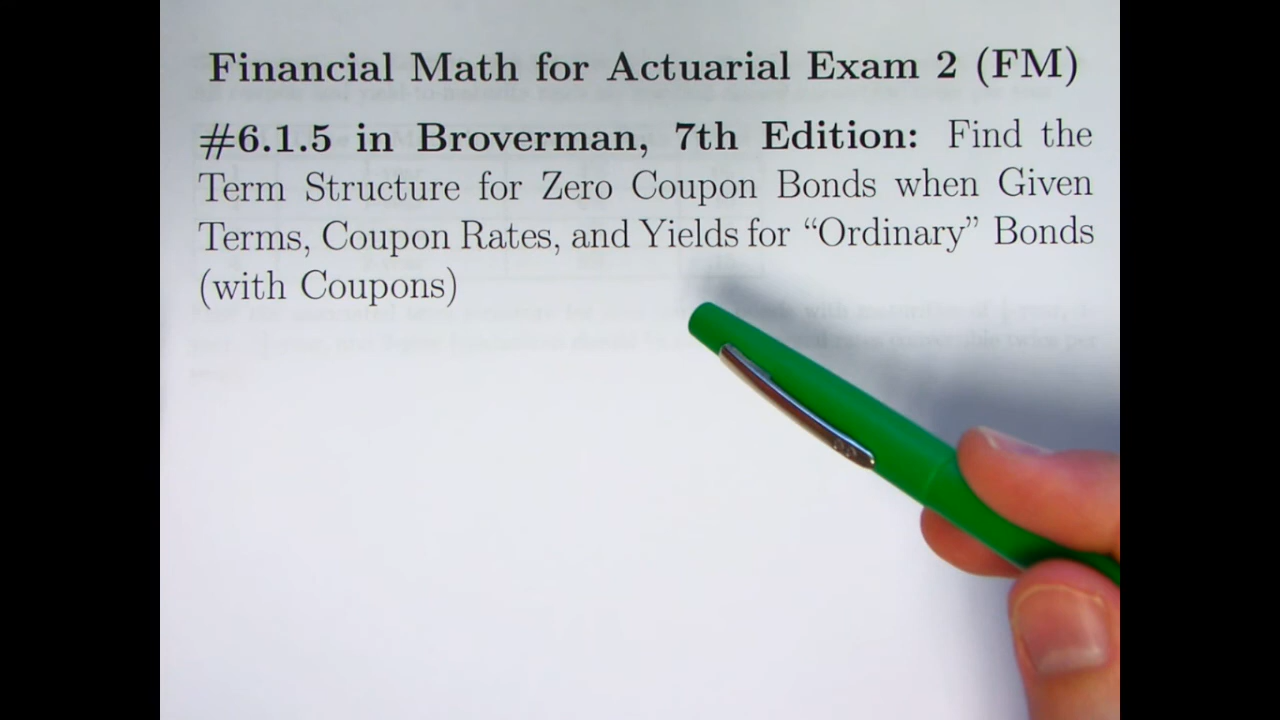 Financial Math for Actuarial Exam 2 (FM)
#6.1.5 in Broverman, 7th Edition: Find the
Term Structure for Zero Coupon Bonds when Given
Terms, Coupon Rates, and Yields for “Ordinary” Bonds
(with Coupons)